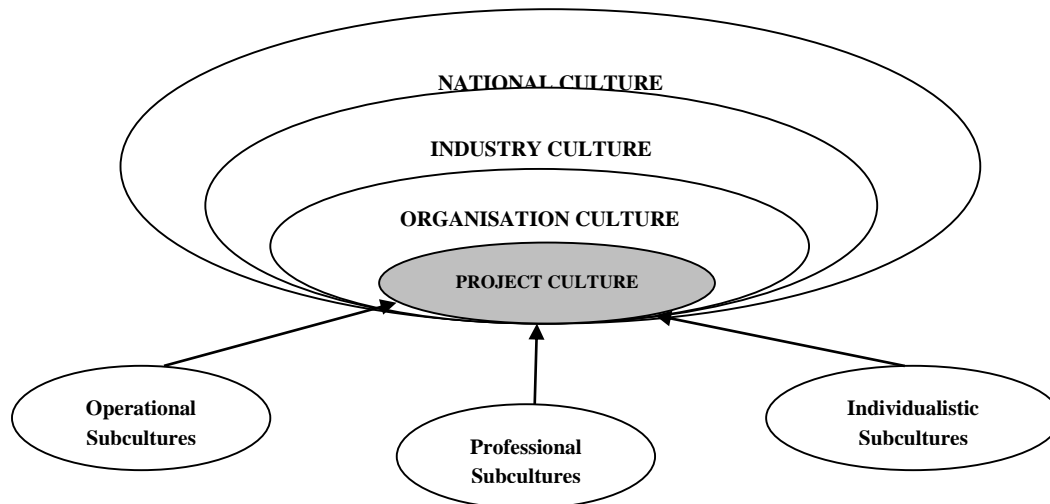 NATIONAL CULTURE
INDUSTRY CULTURE
ORGANISATION CULTURE
PROJECT CULTURE
Operational
Subcultures
Professional
Subcultures
Individualistic
Subcultures